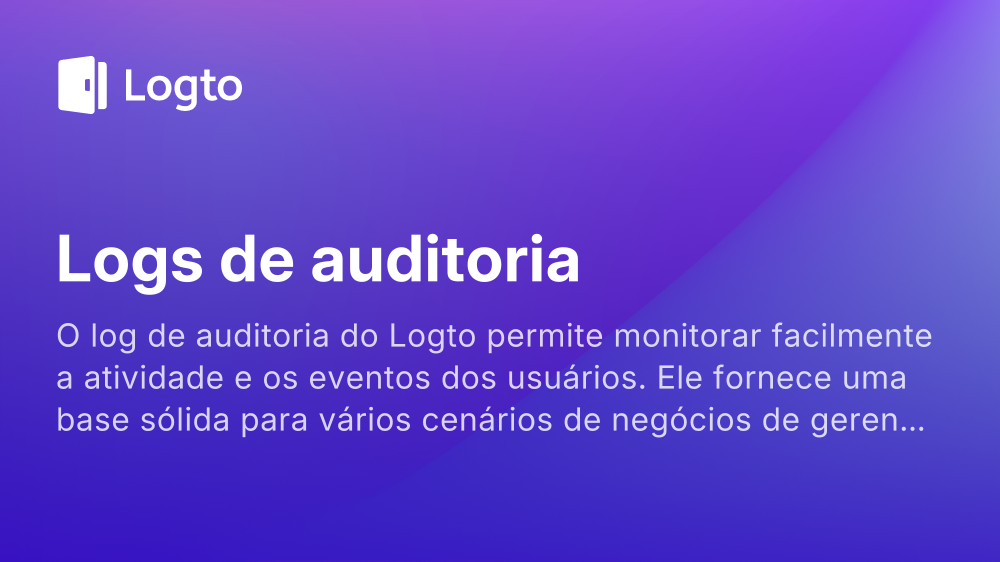 Logto
Logs de auditoria
O log de auditoria do Logto permite monitorar facilmente
a atividade e os eventos dos usuários. Ele fornece uma
base sólida para vários cenários de negócios de geren...